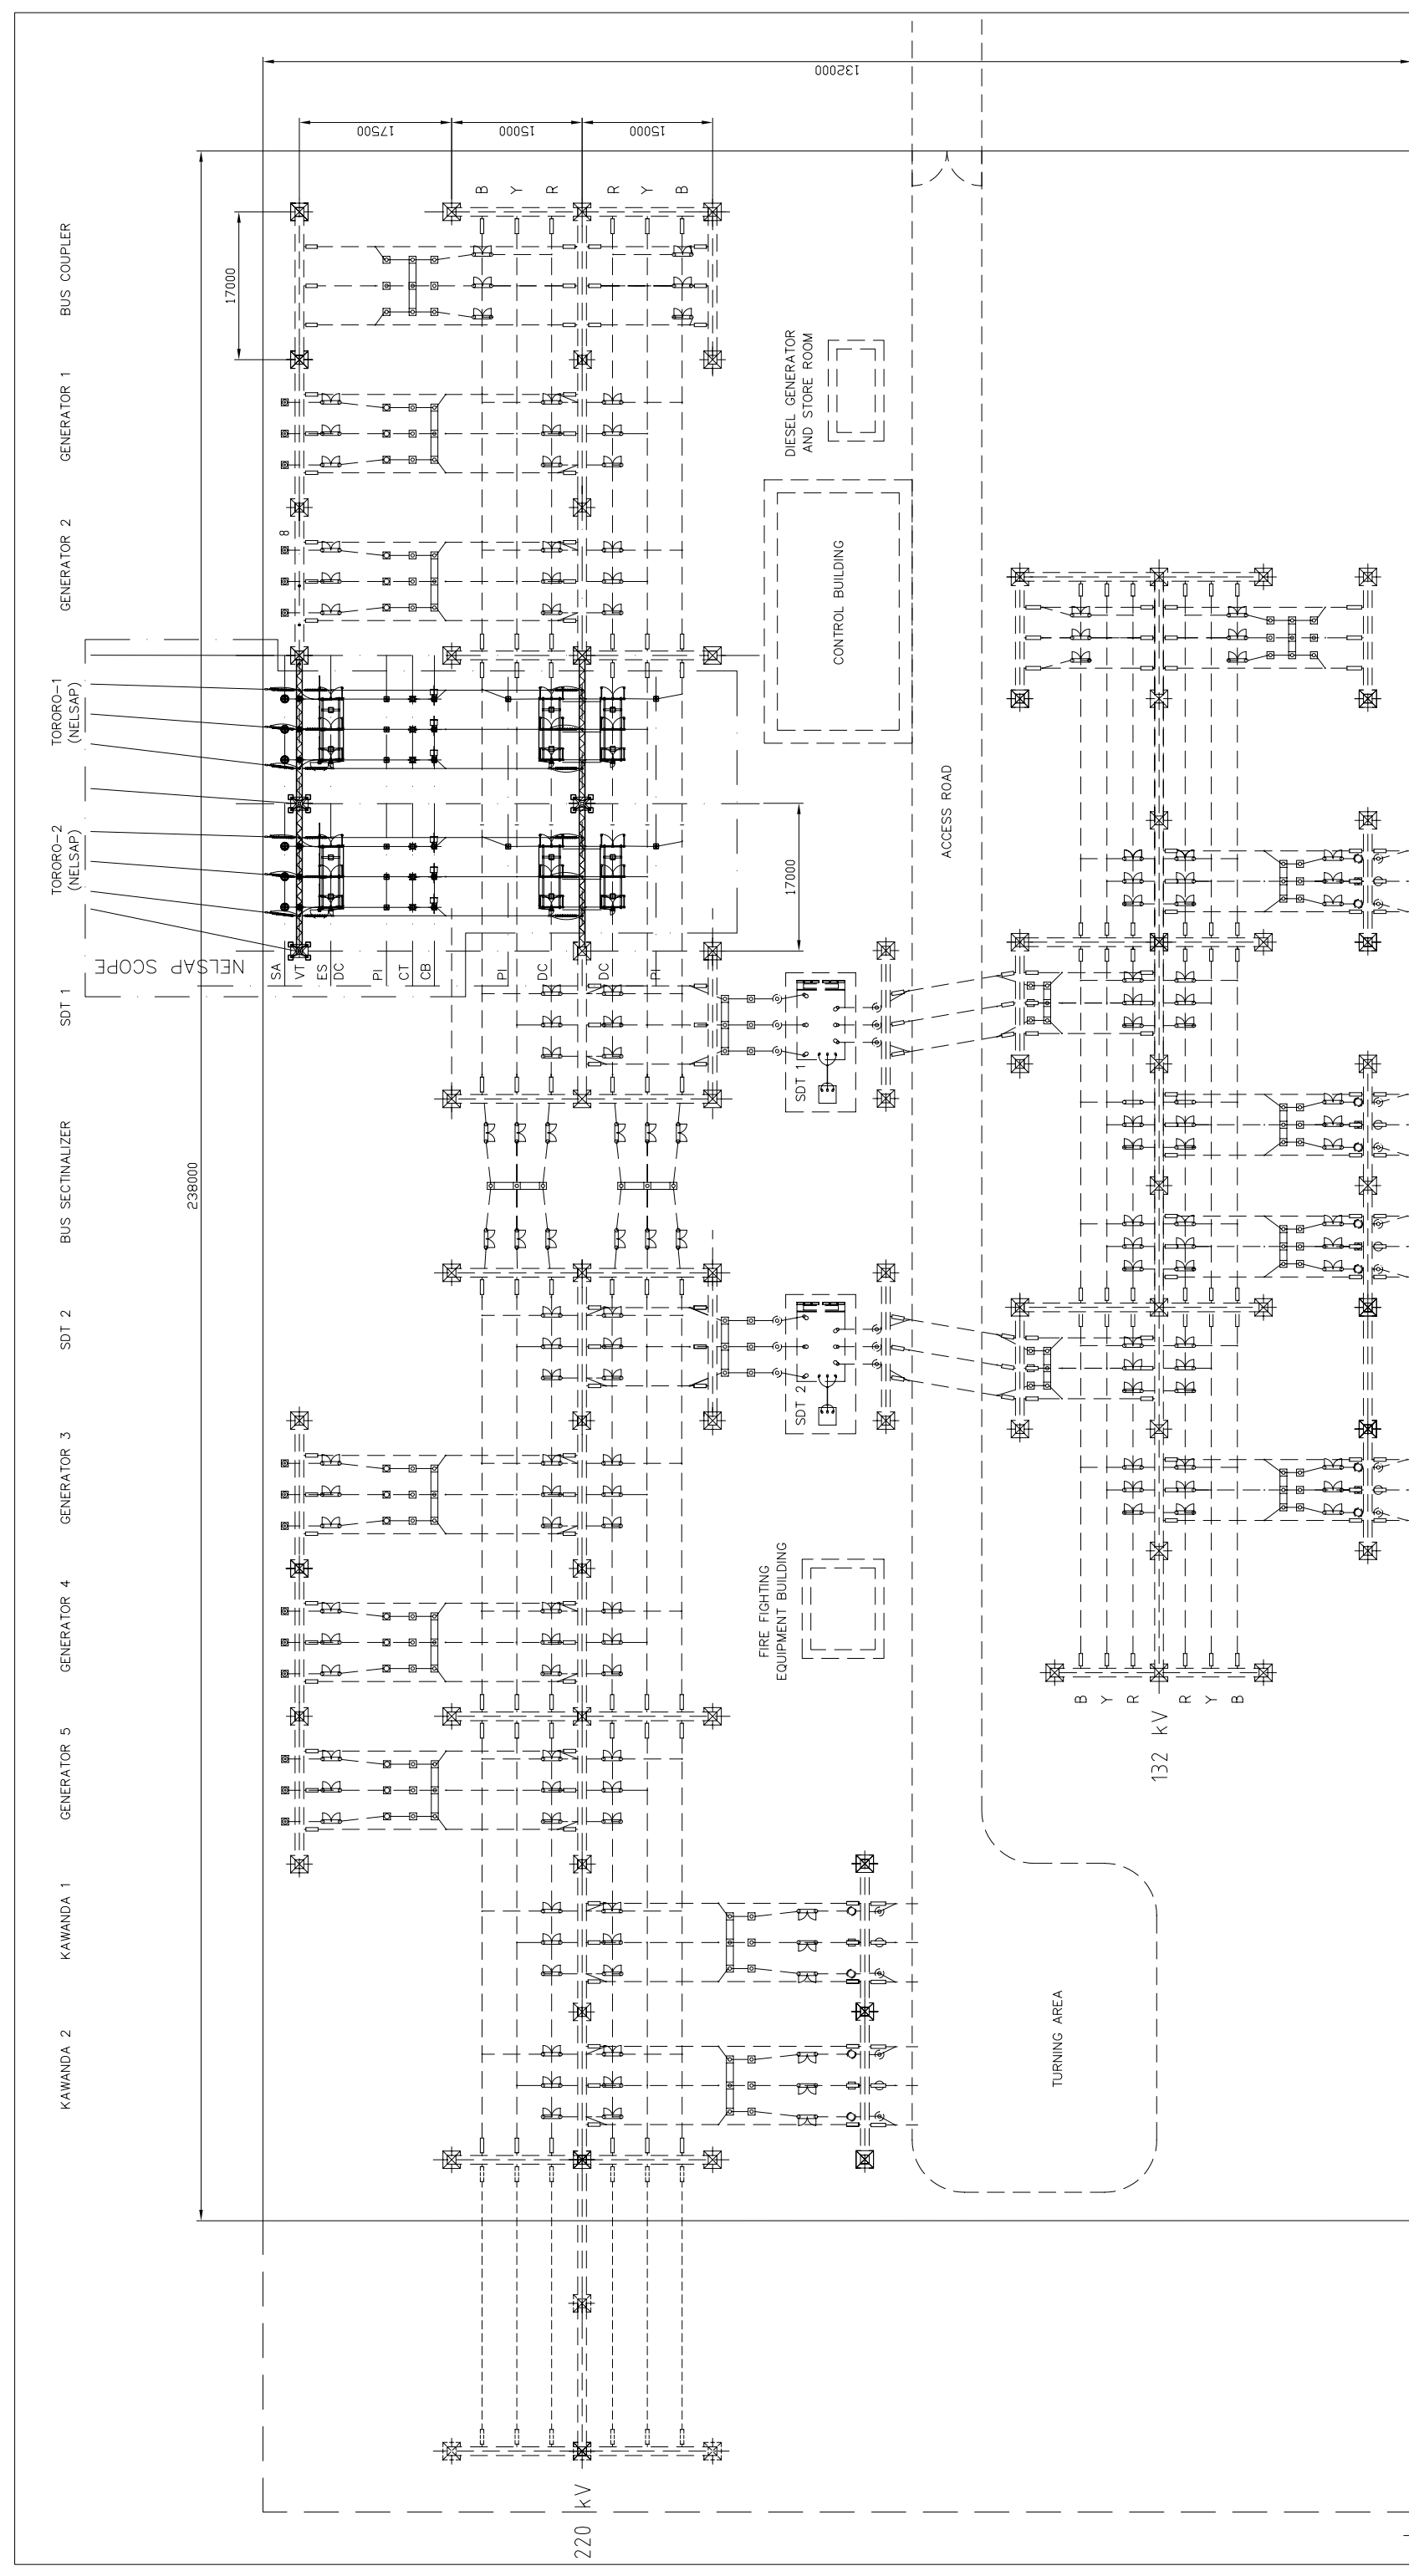 132000
17500
15000
15000
17000
B
Y
R
R
Y
B
BUS COUPLER
GENERATOR 1
GENERATOR 2
8
TORORO-1
(NELSAP)
TORORO-2
(NELSAP)
NELSAP SCOPE
SA
VT
ES
DC
PI
CT
CB
PI
DC
DC
PI
17000
SDT 1
BUS SECTINALIZER
238000
SDT 2
GENERATOR 3
GENERATOR 4
GENERATOR 5
KAWANDA 1
KAWANDA 2
DIESEL GENERATOR
AND STORE ROOM
CONTROL BUILDING
ACCESS ROAD
SDT 1
SDT 2
FIRE FIGHTING
EQUIPMENT BUILDING
B
Y
R
R
Y
B
132 kV
TURNING AREA
220 kV